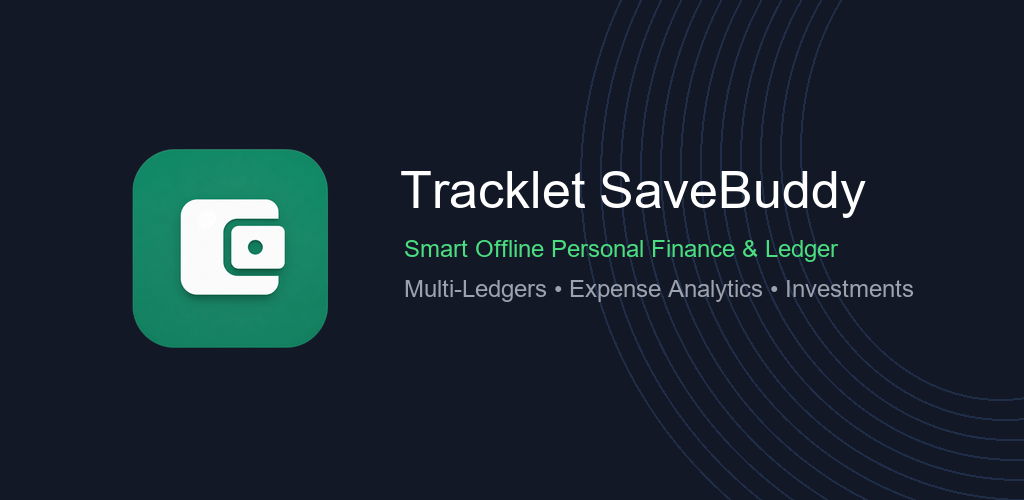 Tracklet SaveBuddy
Smart Offline Personal Finance & Ledger
Multi-Ledgers • Expense Analytics • Investments